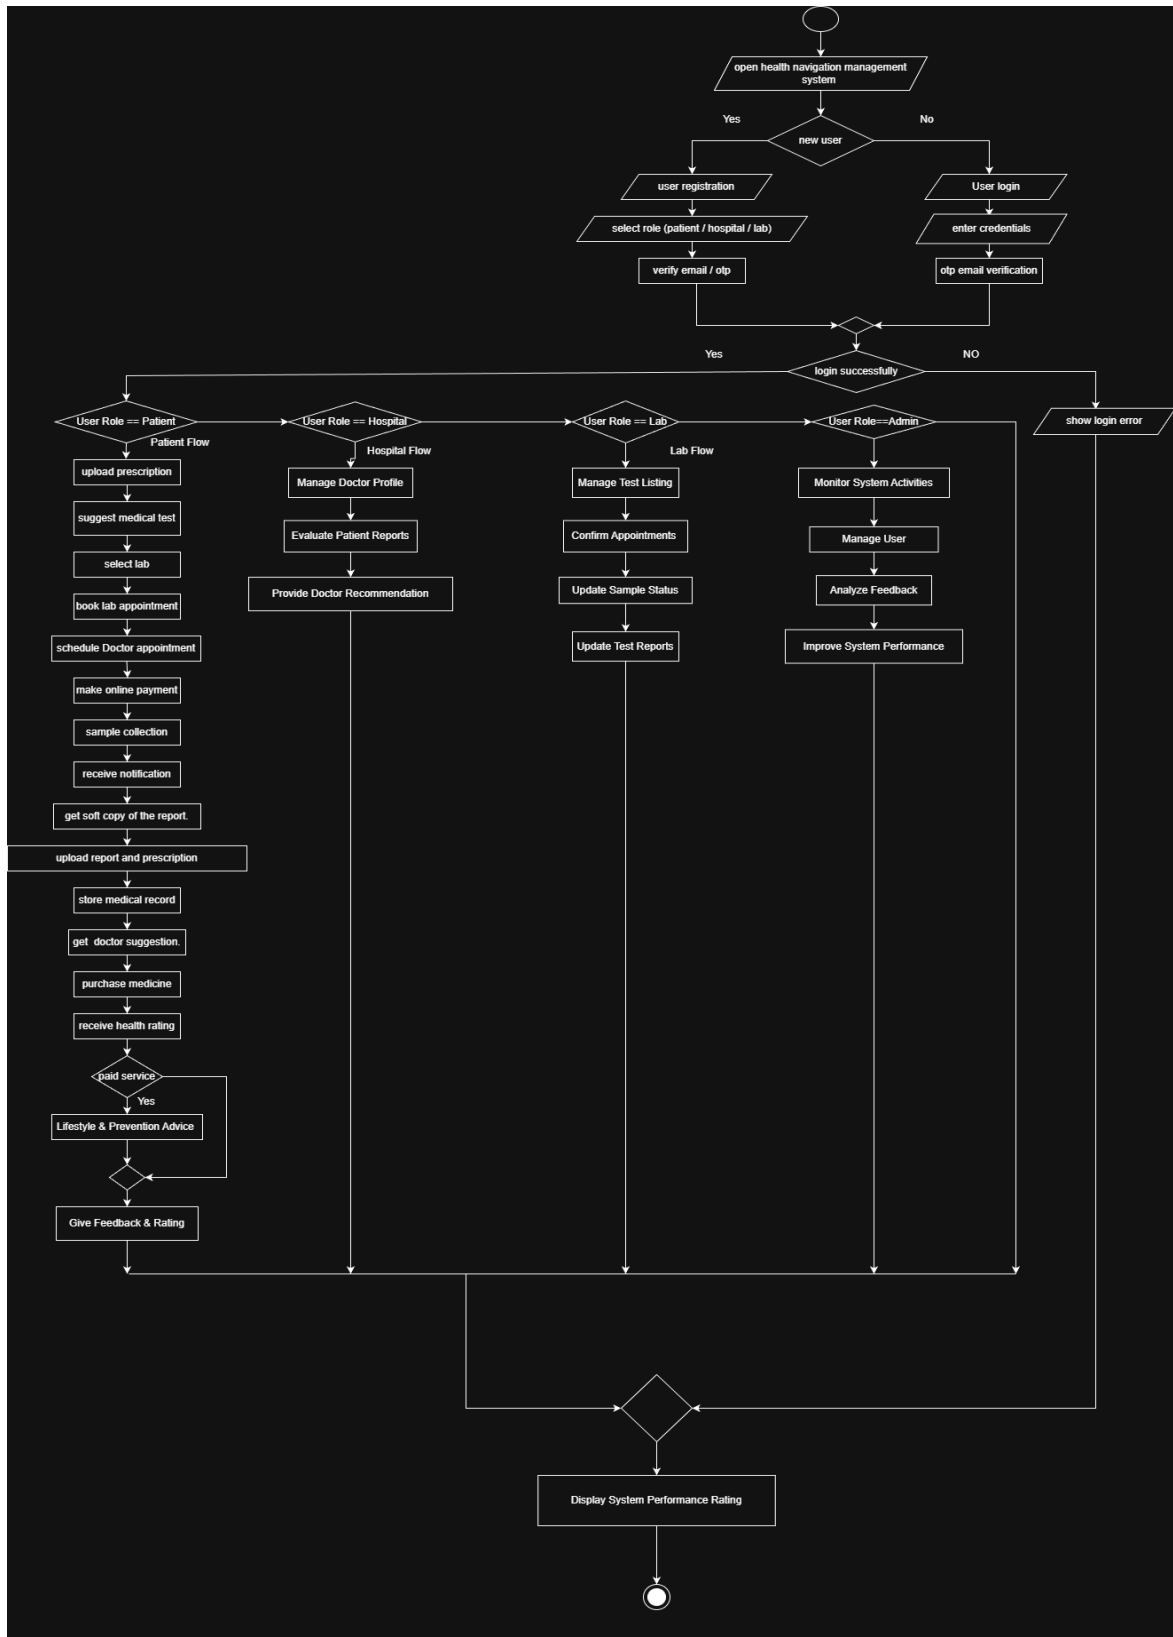 open health navigation management
system
Yes
No
new user
user registration
User login
select role (patient / hospital / lab)
enter credentials
verify email / otp
otp email verification
Yes
NO
login successfully
User Role == Patient
User Role == Hospital
User Role == Lab
User Role==Admin
show login error
Patient Flow
Hospital Flow
Lab Flow
upload prescription
suggest medical test
select lab
book lab appointment
schedule Doctor appointment
make online payment
sample collection
receive notification
get soft copy of the report.
upload report and prescription
store medical record
get  doctor suggestion.
purchase medicine
receive health rating
paid service
Yes
Lifestyle & Prevention Advice
Give Feedback & Rating
Manage Doctor Profile
Evaluate Patient Reports
Provide Doctor Recommendation
Manage Test Listing
Confirm Appointments
Update Sample Status
Update Test Reports
Monitor System Activities
Manage User
Analyze Feedback
Improve System Performance
Display System Performance Rating